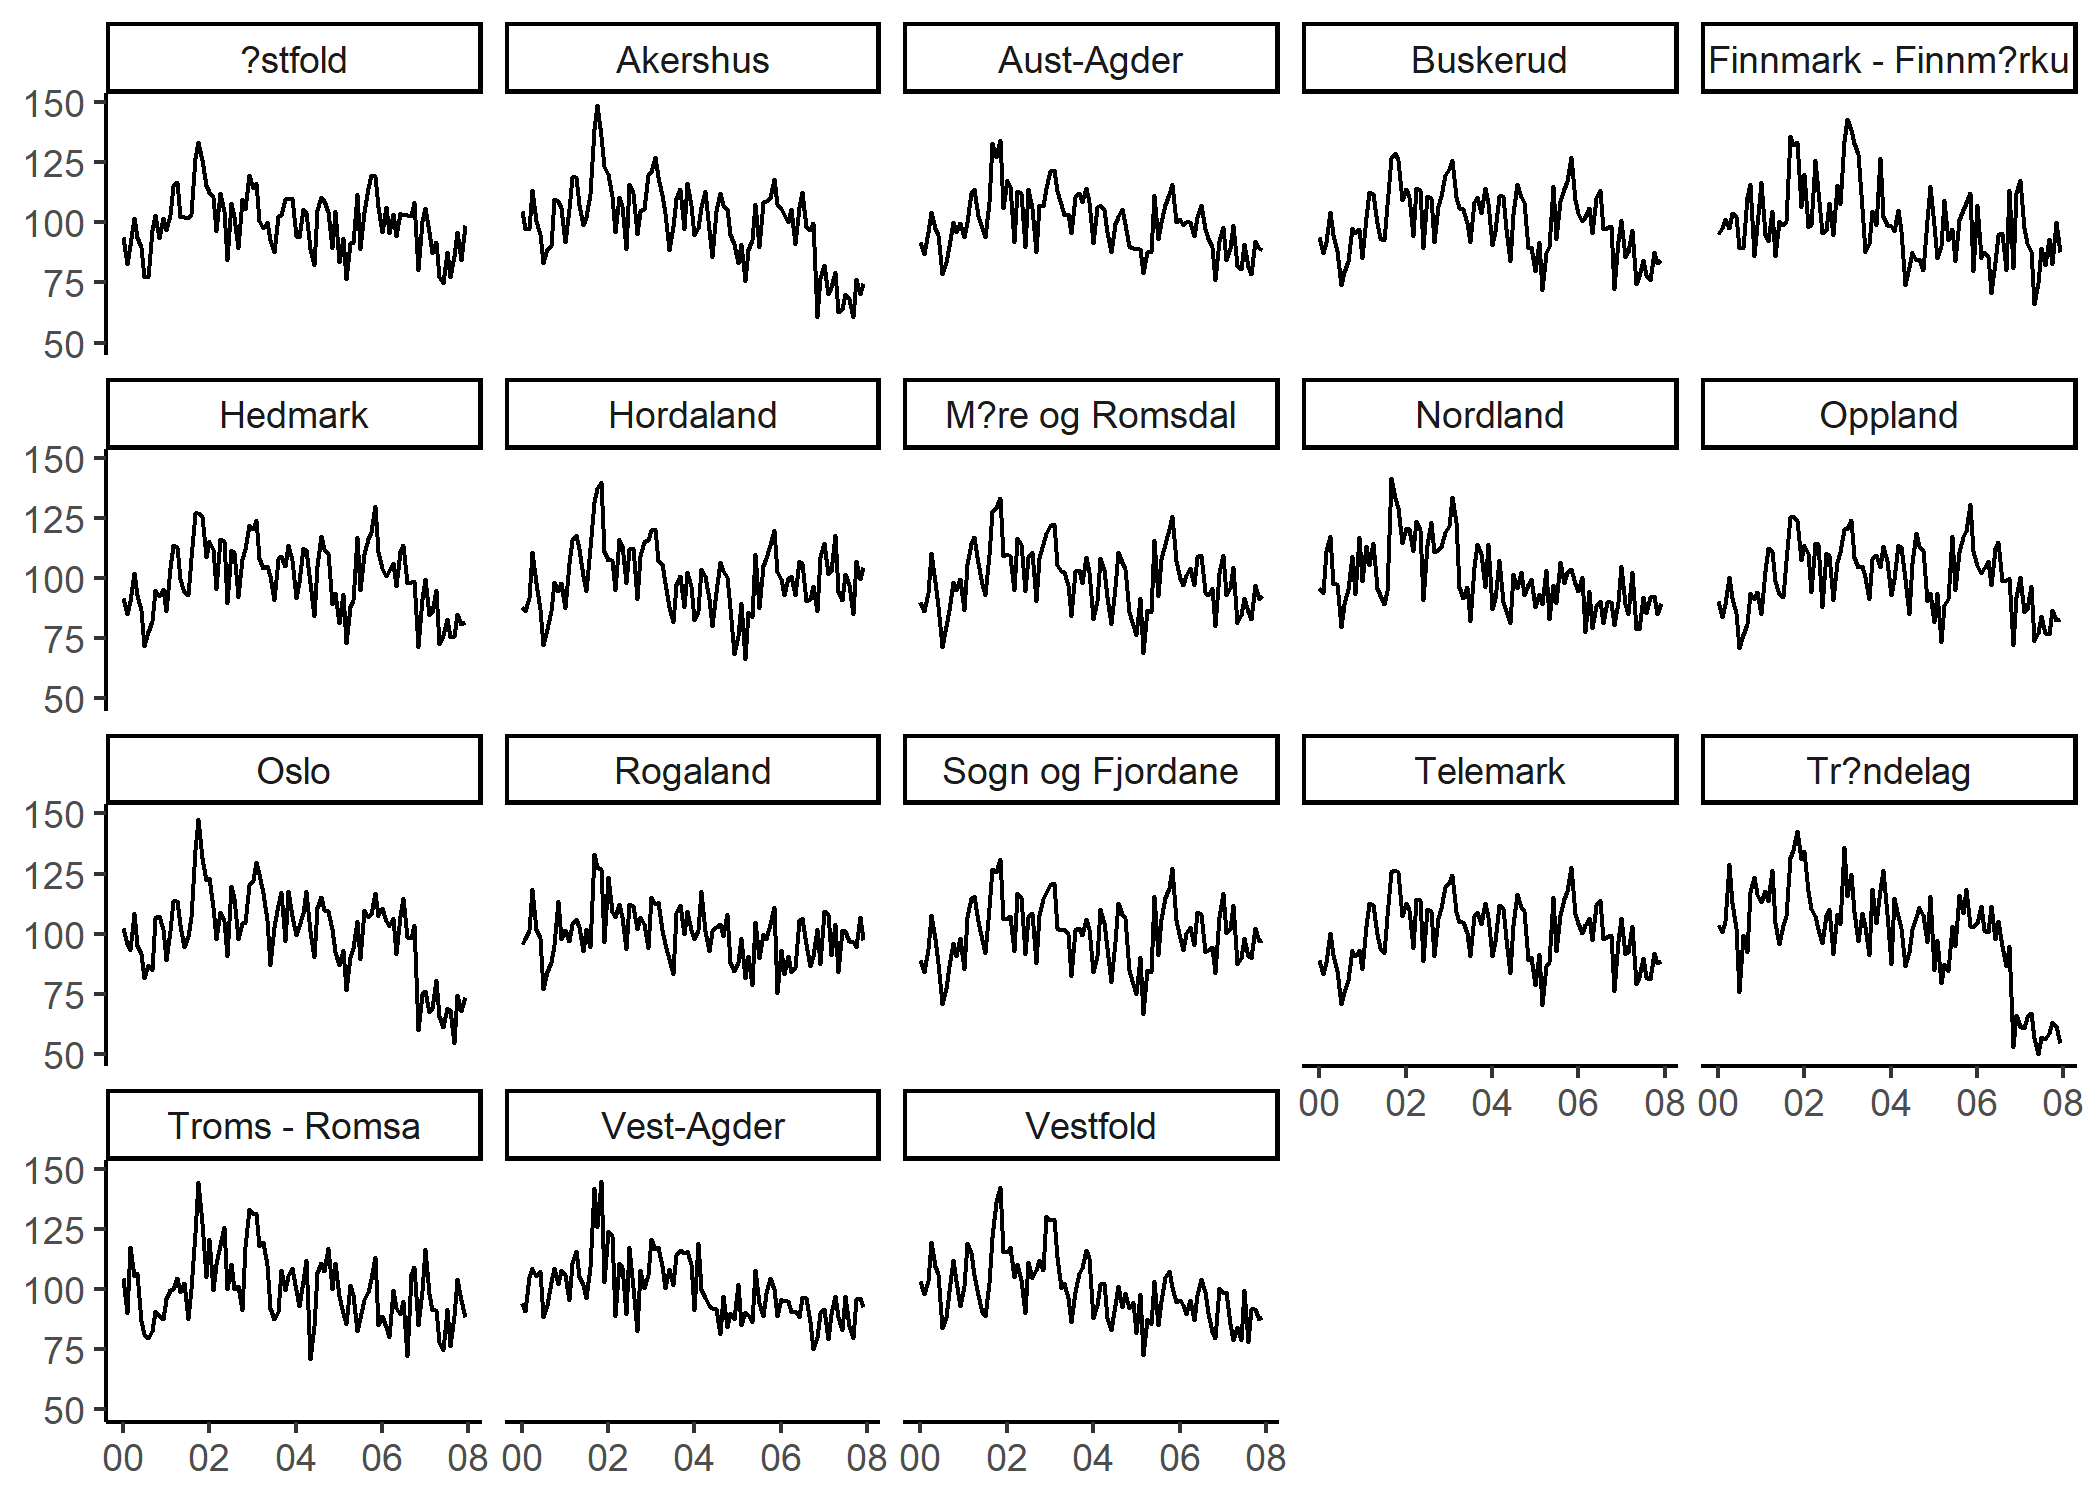 ?stfold
Akershus
Aust-Agder
Buskerud
Finnmark - Finnm?rku
150
125
100
75
50
Hedmark
Hordaland
M?re og Romsdal
Nordland
Oppland
150
125
100
75
50
Oslo
Rogaland
Sogn og Fjordane
Telemark
Tr?ndelag
150
125
100
75
50
00 02 04 06 08
00 02 04 06 08
Troms - Romsa
Vest-Agder
Vestfold
150
125
100
75
50
00 02 04 06 08
00 02 04 06 08
00 02 04 06 08